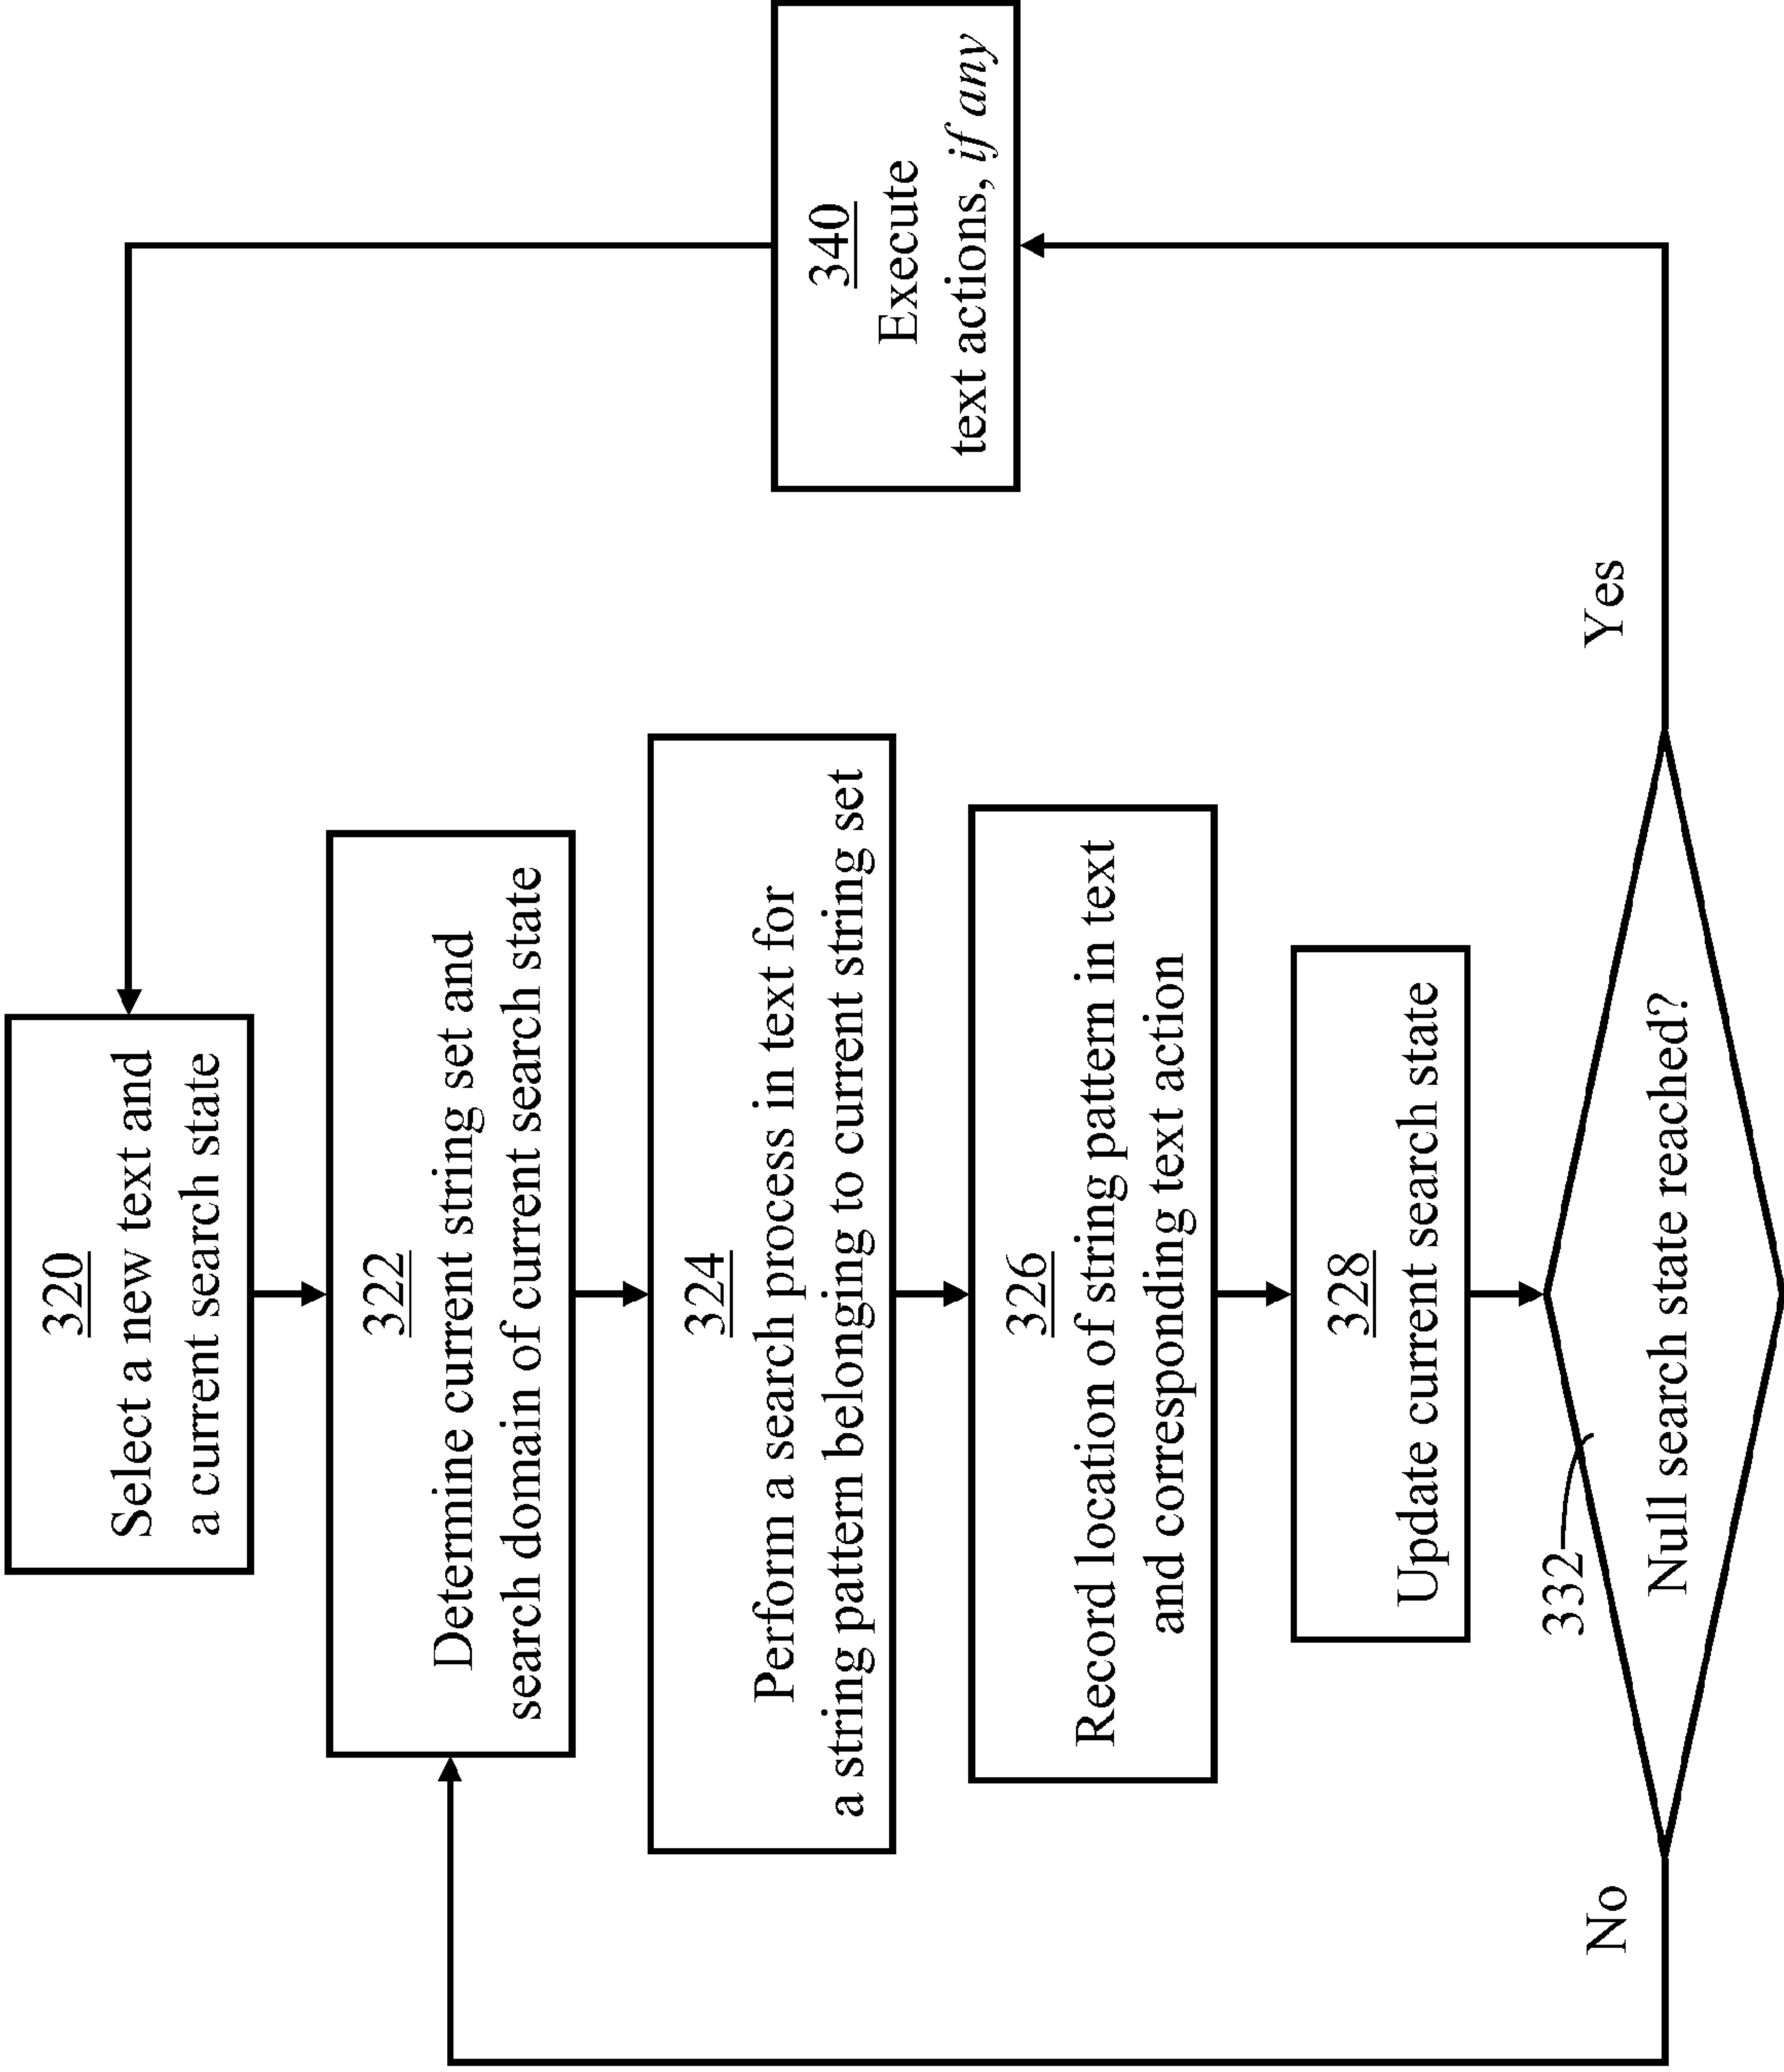 320
Select a new text and
a current search state
322
Determine current string set and
search domain of current search state
324
Perform a search process in text for
a string pattern belonging to current string set
326
Record location of string pattern in text
and corresponding text action
328
Update current search state
332
Null search state reached?
No
Yes
340
Execute
text actions, if any